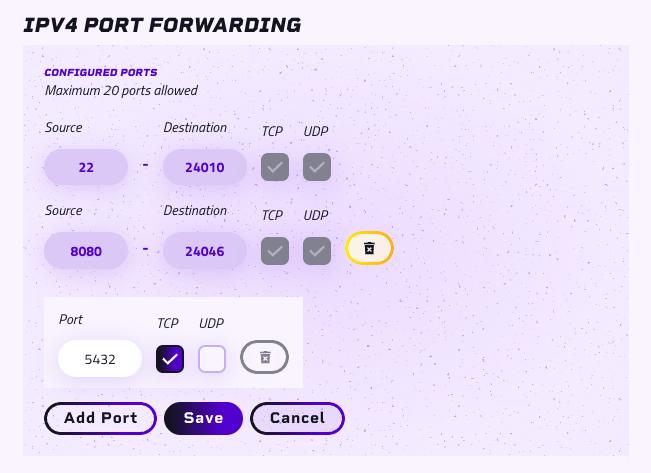 IPV4 PORT FORWARDING
CONFIGURED PORTS
Maximum 20 ports allowed
Source Destination TCP UDP
22 - 24010
Source Destination TCP UDP
8080 - 24046
Port TCP UDP
5432
Add Port Save Cancel